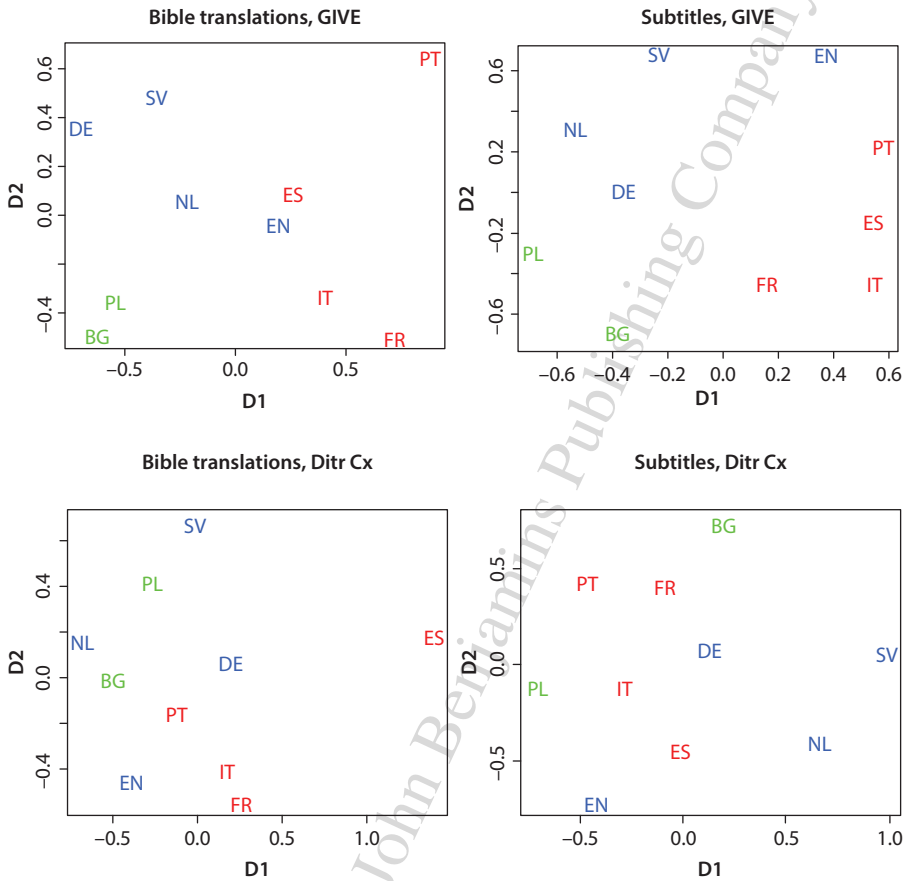 Bible translations, GIVE
D2
0.6
0.4
0.2
0.0
−0.4
PT
SV
DE
NL
ES
EN
IT
PL
BG
FR
−0.5
0.0
0.5
D1
Subtitles, GIVE
D2
0.6
0.2
−0.2
−0.6
SV
EN
NL
PT
DE
ES
PL
FR
IT
BG
−0.6
−0.4
−0.2
0.0
0.2
0.4
0.6
D1
Bible translations, Ditr Cx
D2
0.4
0.0
−0.4
SV
PL
NL
ES
DE
BG
PT
IT
EN
FR
−0.5
0.0
0.5
1.0
D1
Subtitles, Ditr Cx
D2
0.5
0.0
−0.5
BG
PT
FR
DE
SV
PL
IT
NL
ES
EN
−0.5
0.0
0.5
1.0
D1
John Benjamins Publishing Company